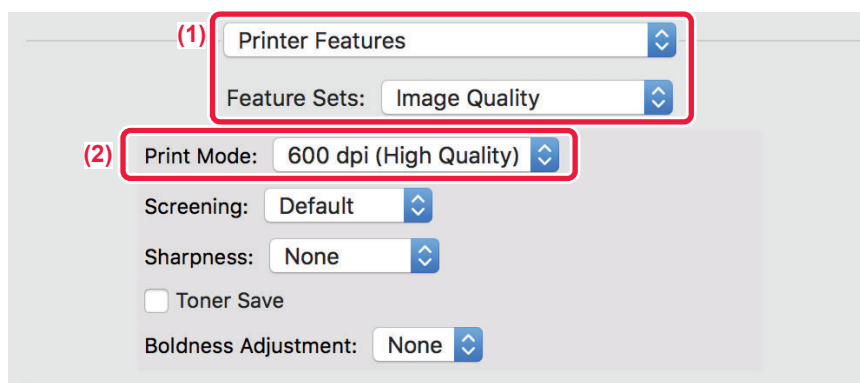 (1) Printer Features
Feature Sets: Image Quality
(2) Print Mode: 600 dpi (High Quality)
Screening: Default
Sharpness: None
Toner Save
Boldness Adjustment: None